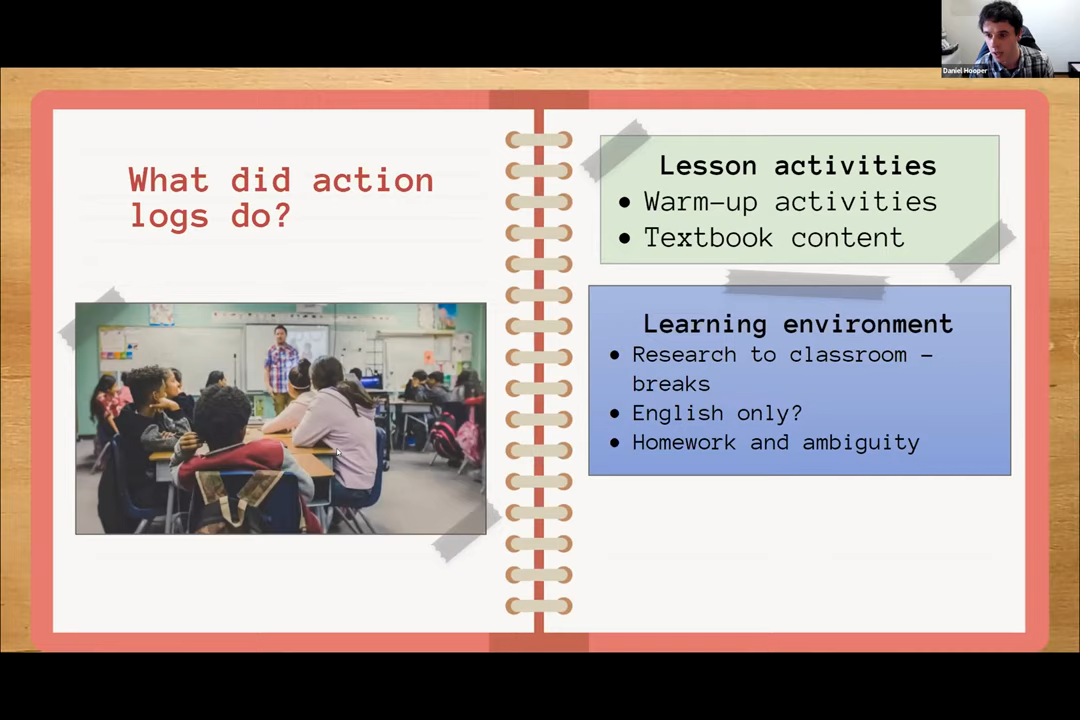 Daniel Hooper
What did action
logs do?
Lesson activities
● Warm-up activities
● Textbook content
Learning environment
● Research to classroom –
breaks
● English only?
● Homework and ambiguity